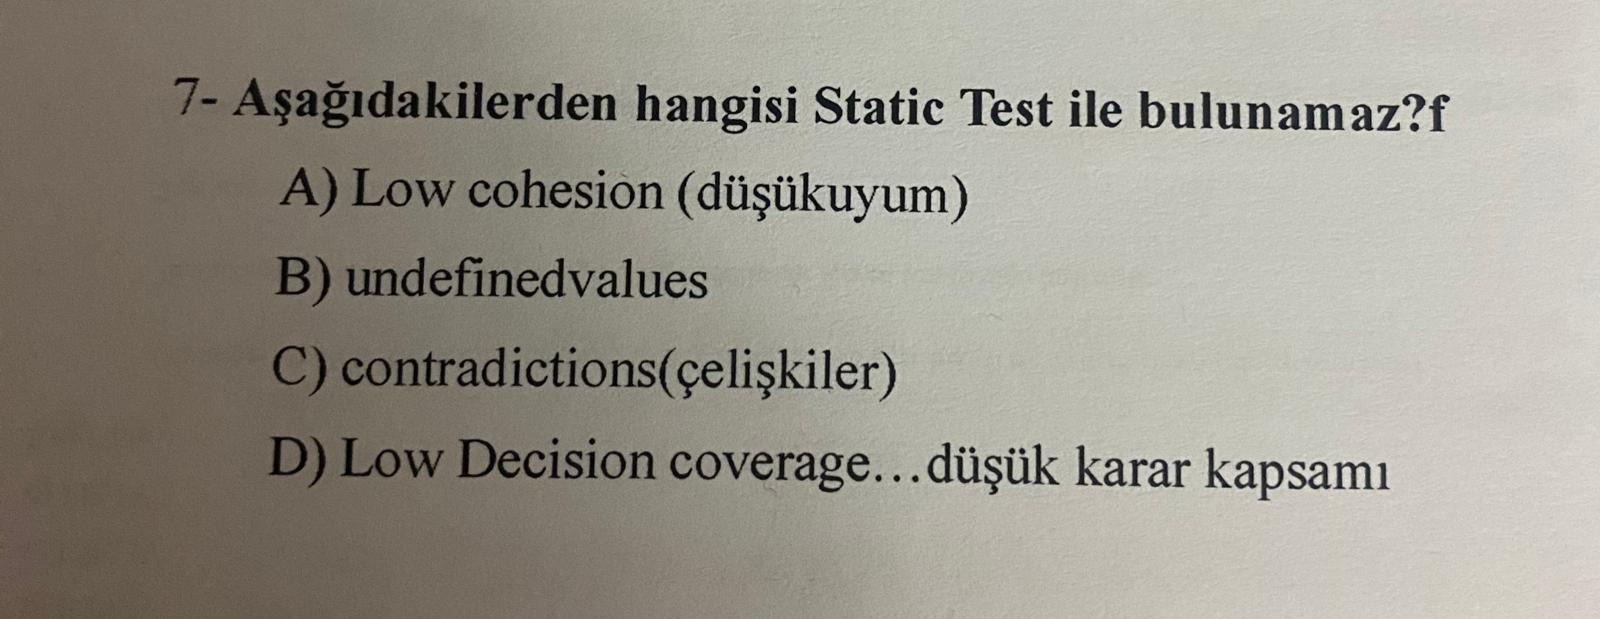 7- Aşağıdakilerden hangisi Static Test ile bulunamaz?f
A) Low cohesion (düşükuyum)
B) undefinedvalues
C) contradictions(çelişkiler)
D) Low Decision coverage...düşük karar kapsamı